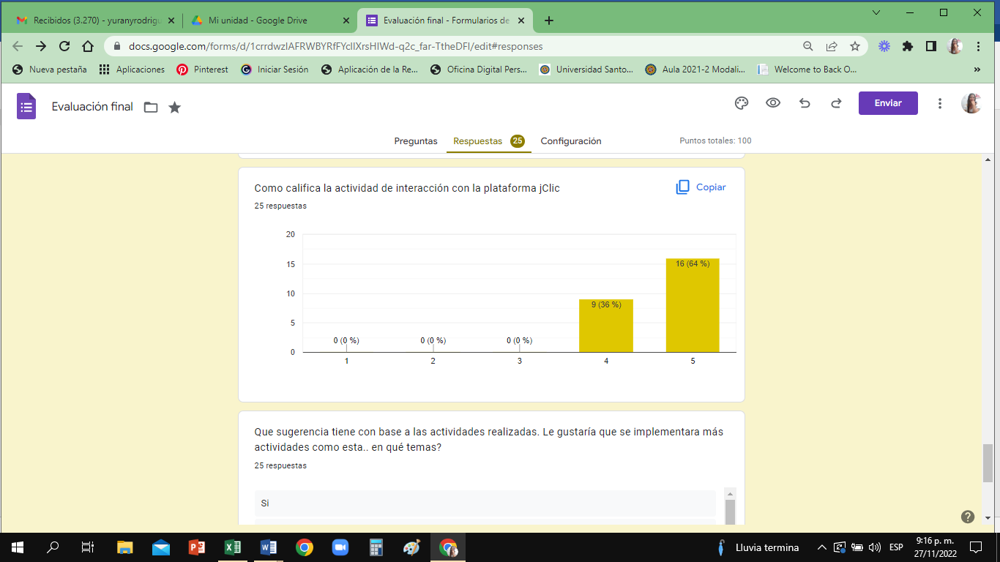 Recibidos (3.270) - yuranyrodrigu
Mi unidad - Google Drive
Evaluación final - Formularios de
docs.google.com/forms/d/1crrdwzIAFRWBYRfFYclIXrsHIWd-q2c_far-TtheDFI/edit#responses
Nueva pestaña
Aplicaciones
Pinterest
Iniciar Sesión
Aplicación de la Re...
Oficina Digital Pers...
Universidad Santo...
Aula 2021-2 Modali...
Welcome to Back O...
»
Evaluación final
Enviar
Preguntas
Respuestas 25
Configuración
Puntos totales: 100
Como califica la actividad de interacción con la plataforma jClic
Copiar
25 respuestas
20
15
10
5
0
0 (0 %)
0 (0 %)
0 (0 %)
9 (36 %)
16 (64 %)
1
2
3
4
5
Que sugerencia tiene con base a las actividades realizadas. Le gustaría que se implementara más
actividades como esta.. en qué temas?
25 respuestas
Si
Lluvia termina
ESP
9:16 p. m.
27/11/2022